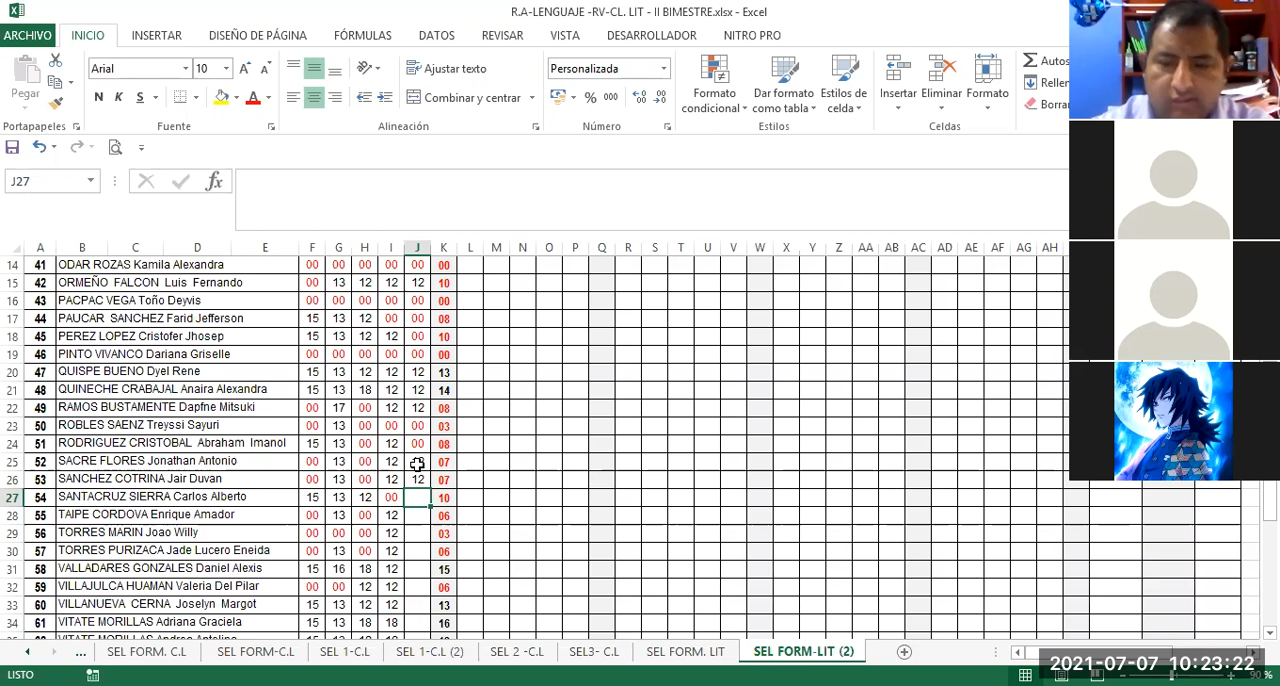 R.A-LENGUAJE -RV-CL. LIT - II BIMESTRE.xlsx - Excel
ARCHIVO INICIO INSERTAR DISEÑO DE PÁGINA FÓRMULAS DATOS REVISAR VISTA DESARROLLADOR NITRO PRO
Pegar
Arial 10
N K S
Ajustar texto
Combinar y centrar
Personalizada
% 000
Formato condicional
Dar formato como tabla
Estilos de celda
Insertar Eliminar Formato
Autos
Rellen
Borra
Portapapeles Fuente Alineación Número Estilos Celdas
J27 fx
A B C D E F G H I J K L M N O P Q R S T U V W X Y Z AA AB AC AD AE AF AG AH
14 41 ODAR ROZAS Kamila Alexandra 00 00 00 00 00 00
15 42 ORMEÑO FALCON Luis Fernando 00 13 12 12 12 10
16 43 PACPAC VEGA Toño Deyvis 00 00 00 00 00 00
17 44 PAUCAR SANCHEZ Farid Jefferson 15 13 12 00 00 08
18 45 PEREZ LOPEZ Cristofer Jhosep 15 13 12 12 00 10
19 46 PINTO VIVANCO Dariana Griselle 00 00 00 00 00 00
20 47 QUISPE BUENO Dyel Rene 15 13 12 12 12 13
21 48 QUINECHE CRABAJAL Anaira Alexandra 15 13 18 12 12 14
22 49 RAMOS BUSTAMENTE Dapfne Mitsuki 00 17 00 12 12 08
23 50 ROBLES SAENZ Treyssi Sayuri 00 13 00 00 00 03
24 51 RODRIGUEZ CRISTOBAL Abraham Imanol 15 13 00 12 00 08
25 52 SACRE FLORES Jonathan Antonio 00 13 00 12 07
26 53 SANCHEZ COTRINA Jair Duvan 00 13 00 12 12 07
27 54 SANTACRUZ SIERRA Carlos Alberto 15 13 12 00 10
28 55 TAIPE CORDOVA Enrique Amador 00 13 00 12 06
29 56 TORRES MARIN Joao Willy 00 00 00 12 03
30 57 TORRES PURIZACA Jade Lucero Eneida 00 13 00 12 06
31 58 VALLADARES GONZALES Daniel Alexis 15 16 18 12 15
32 59 VILLAJULCA HUAMAN Valeria Del Pilar 00 00 12 12 06
33 60 VILLANUEVA CERNA Joselyn Margot 15 13 12 12 13
34 61 VITATE MORILLAS Adriana Graciela 15 13 18 18 16
... SEL FORM. C.L SEL FORM-C.L SEL 1-C.L SEL 1-C.L (2) SEL 2 -C.L SEL3- C.L SEL FORM. LIT SEL FORM-LIT (2)
LISTO 90 %
2021-07-07 10:23:22